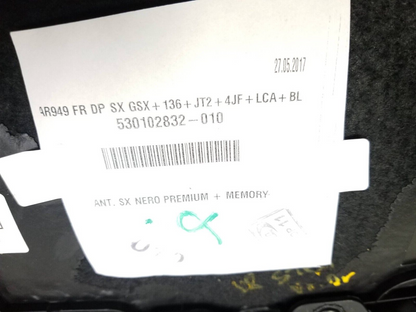 27.05.2017
AR949 FR DP SX GSX+136+JT2+4JF+LCA+BL
530102832-010
ANT. SX NERO PREMIUM + MEMORY